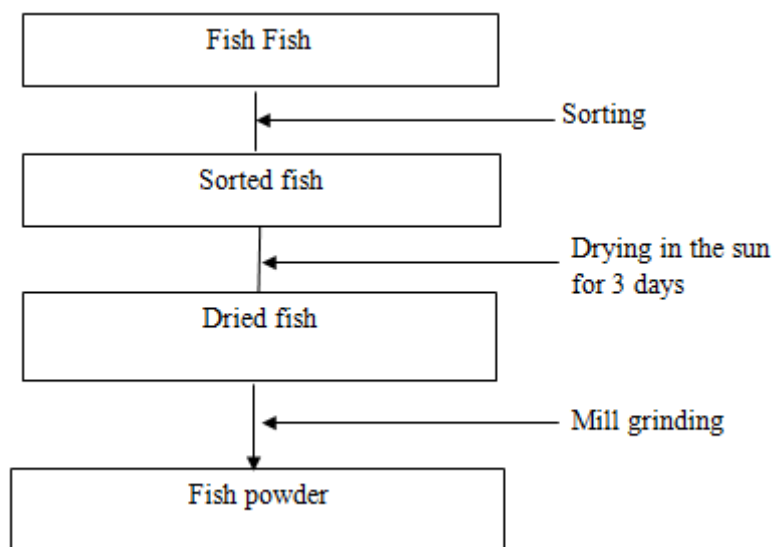 Fish Fish
Sorting
Sorted fish
Drying in the sun
for 3 days
Dried fish
Mill grinding
Fish powder